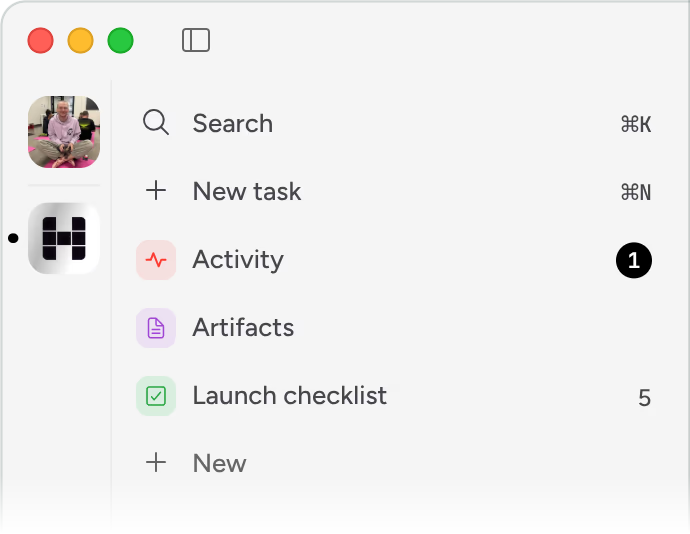 Search ⌘K
New task ⌘N
Activity 1
Artifacts
Launch checklist 5
New